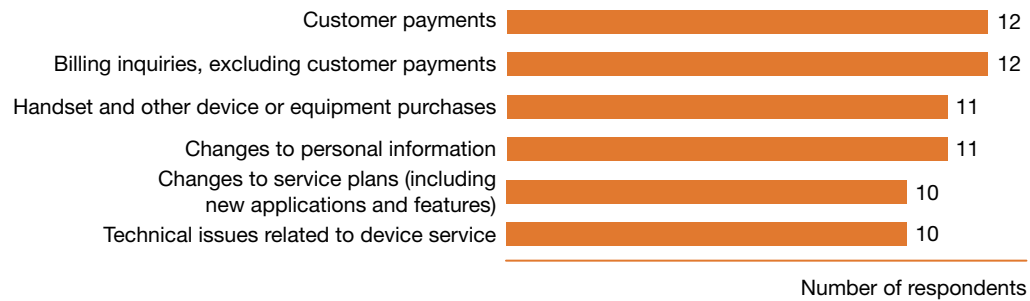 Customer payments 12
Billing inquiries, excluding customer payments 12
Handset and other device or equipment purchases 11
Changes to personal information 11
Changes to service plans (including
new applications and features) 10
Technical issues related to device service 10
Number of respondents